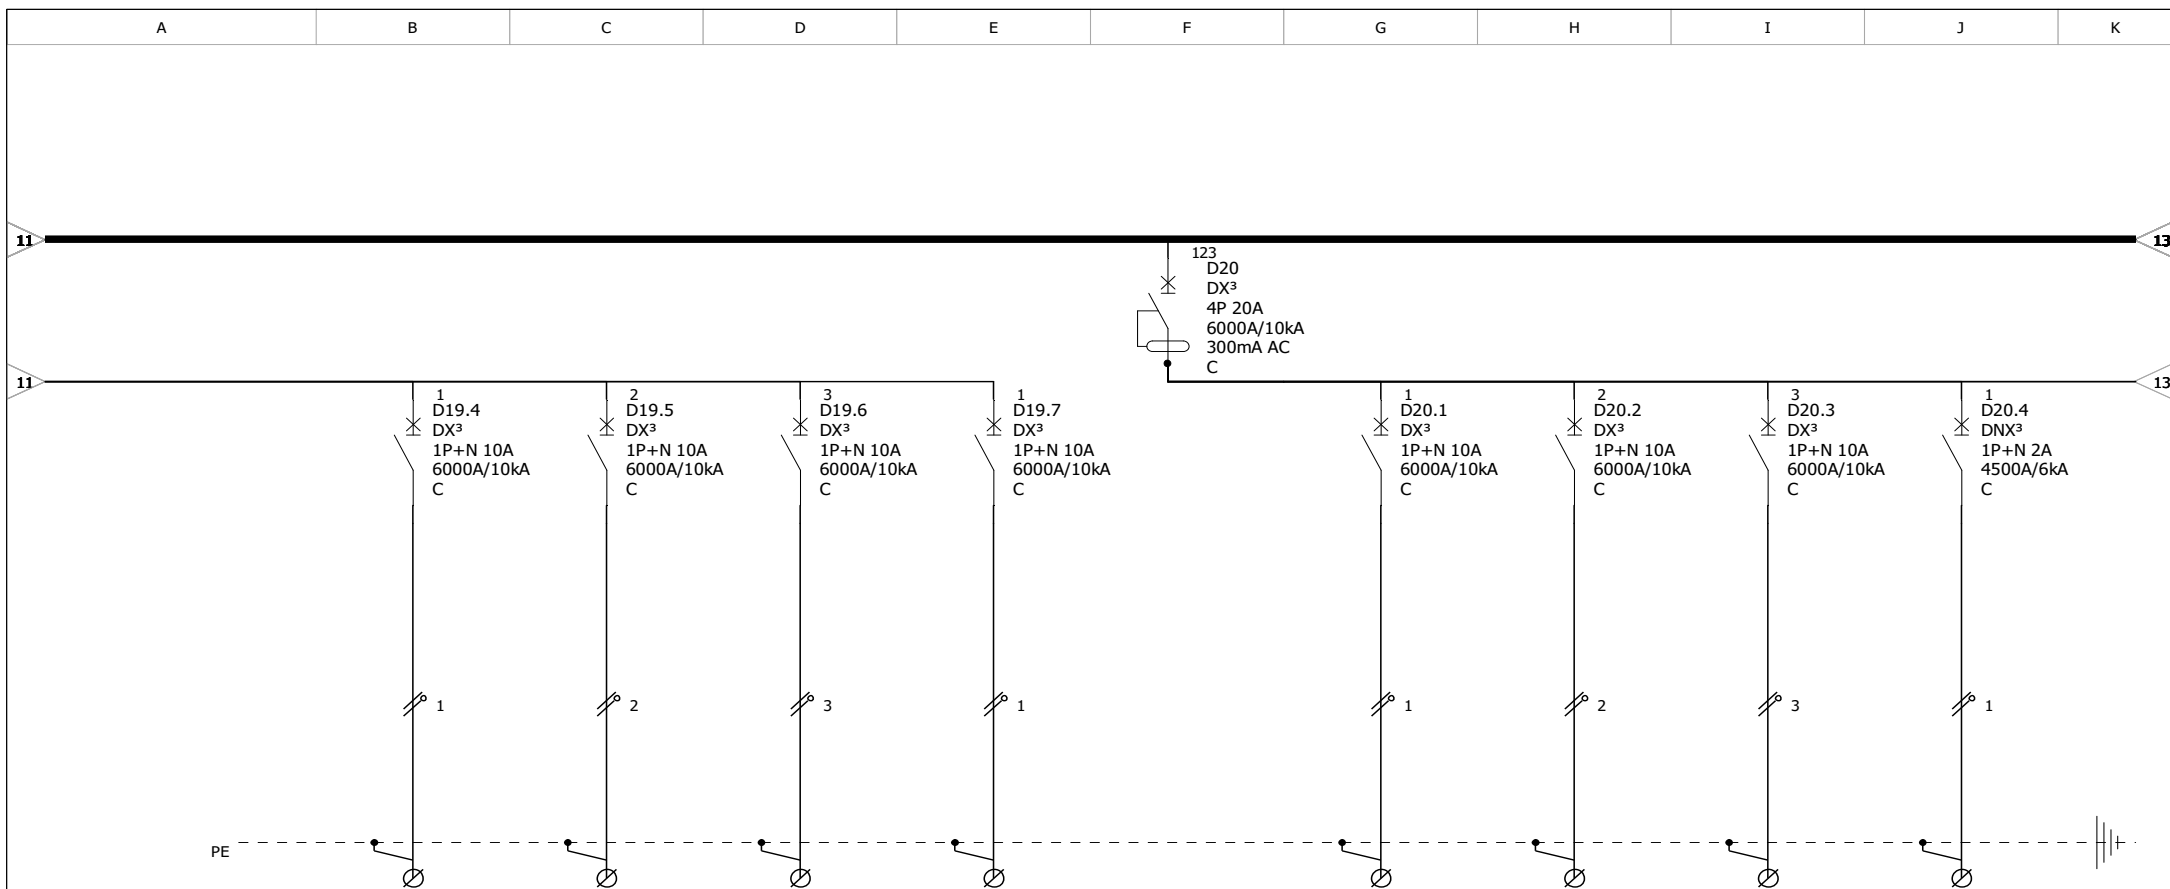 A
B
C
D
E
F
G
H
I
J
K
11
13
123
D20
DX³
4P 20A
6000A/10kA
300mA AC
C
11
13
1
D19.4
DX³
1P+N 10A
6000A/10kA
C
2
D19.5
DX³
1P+N 10A
6000A/10kA
C
3
D19.6
DX³
1P+N 10A
6000A/10kA
C
1
D19.7
DX³
1P+N 10A
6000A/10kA
C
1
D20.1
DX³
1P+N 10A
6000A/10kA
C
2
D20.2
DX³
1P+N 10A
6000A/10kA
C
3
D20.3
DX³
1P+N 10A
6000A/10kA
C
1
D20.4
DNX³
1P+N 2A
4500A/6kA
C
1
2
3
1
1
2
3
1
PE